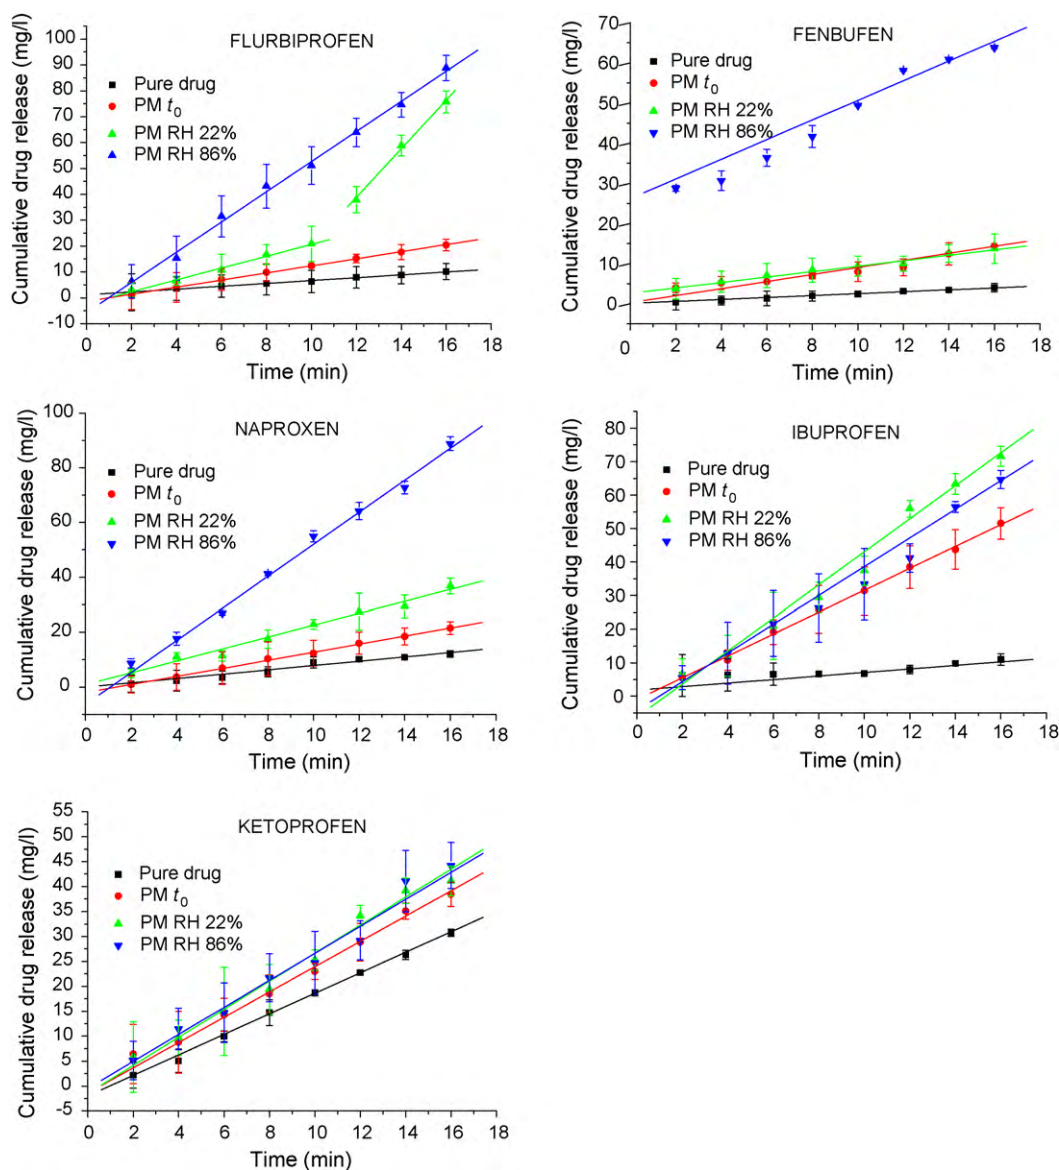 FLURBIPROFEN
Cumulative drug release (mg/l)
100
90
80
70
60
50
40
30
20
10
0
-10
Pure drug
PM t0
PM RH 22%
PM RH 86%
0 2 4 6 8 10 12 14 16 18
Time (min)
FENBUFEN
Cumulative drug release (mg/l)
70
60
50
40
30
20
10
0
Pure drug
PM t0
PM RH 22%
PM RH 86%
0 2 4 6 8 10 12 14 16 18
Time (min)
NAPROXEN
Cumulative drug release (mg/l)
100
80
60
40
20
0
Pure drug
PM t0
PM RH 22%
PM RH 86%
0 2 4 6 8 10 12 14 16 18
Time (min)
IBUPROFEN
Cumulative drug release (mg/l)
80
70
60
50
40
30
20
10
0
Pure drug
PM t0
PM RH 22%
PM RH 86%
0 2 4 6 8 10 12 14 16 18
Time (min)
KETOPROFEN
Cumulative drug release (mg/l)
55
50
45
40
35
30
25
20
15
10
5
0
-5
Pure drug
PM t0
PM RH 22%
PM RH 86%
0 2 4 6 8 10 12 14 16 18
Time (min)